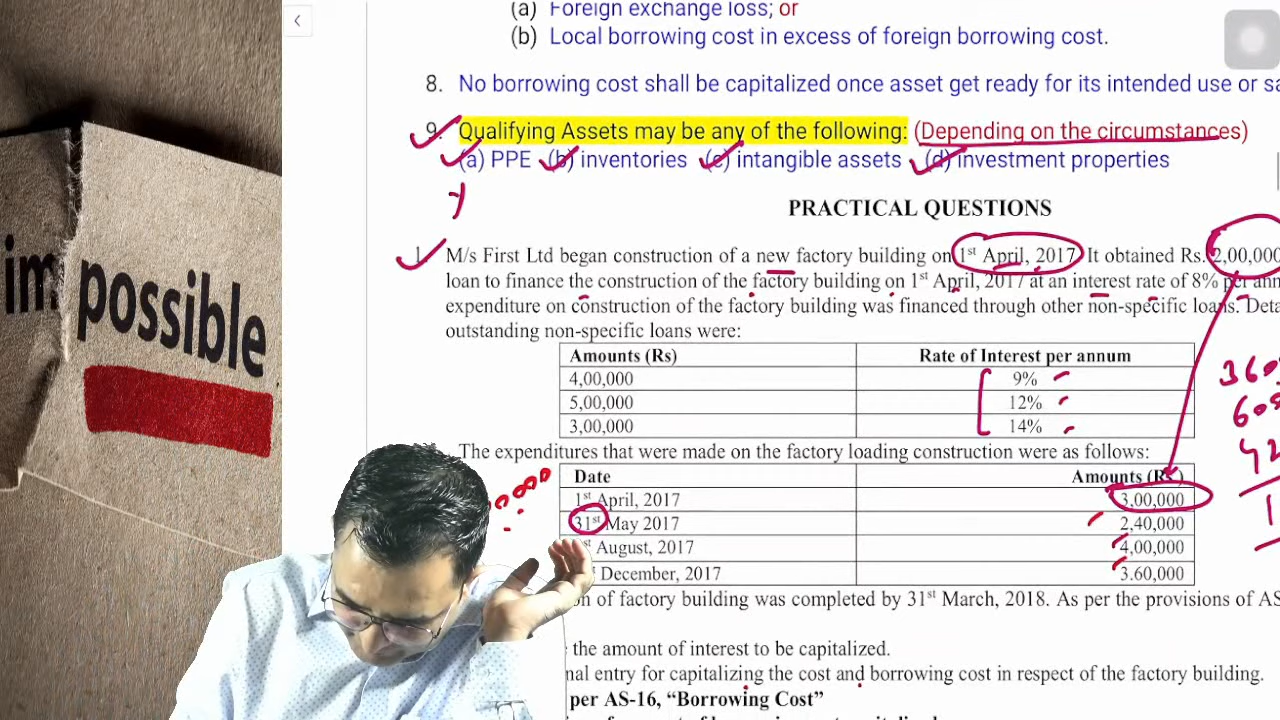 impossible
(a) Foreign exchange loss; or
(b) Local borrowing cost in excess of foreign borrowing cost.
8. No borrowing cost shall be capitalized once asset get ready for its intended use or
9. Qualifying Assets may be any of the following: (Depending on the circumstances)
(a) PPE (b) inventories (c) intangible assets (d) investment properties
PRACTICAL QUESTIONS
1. M/s First Ltd began construction of a new factory building on 1st April, 2017. It obtained Rs. 2,00,000
loan to finance the construction of the factory building on 1st April, 2017 at an interest rate of 8% per
expenditure on construction of the factory building was financed through other non-specific loans.
outstanding non-specific loans were:
Amounts (Rs) Rate of Interest per annum
4,00,000 9%
5,00,000 12%
3,00,000 14%
The expenditures that were made on the factory loading construction were as follows:
Date Amounts (Rs
1st April, 2017 3,00,000
31st May 2017 2,40,000
August, 2017 4,00,000
December, 2017 3,60,000
of factory building was completed by 31st March, 2018. As per the provisions of AS
the amount of interest to be capitalized.
entry for capitalizing the cost and borrowing cost in respect of the factory building.
per AS-16, “Borrowing Cost”